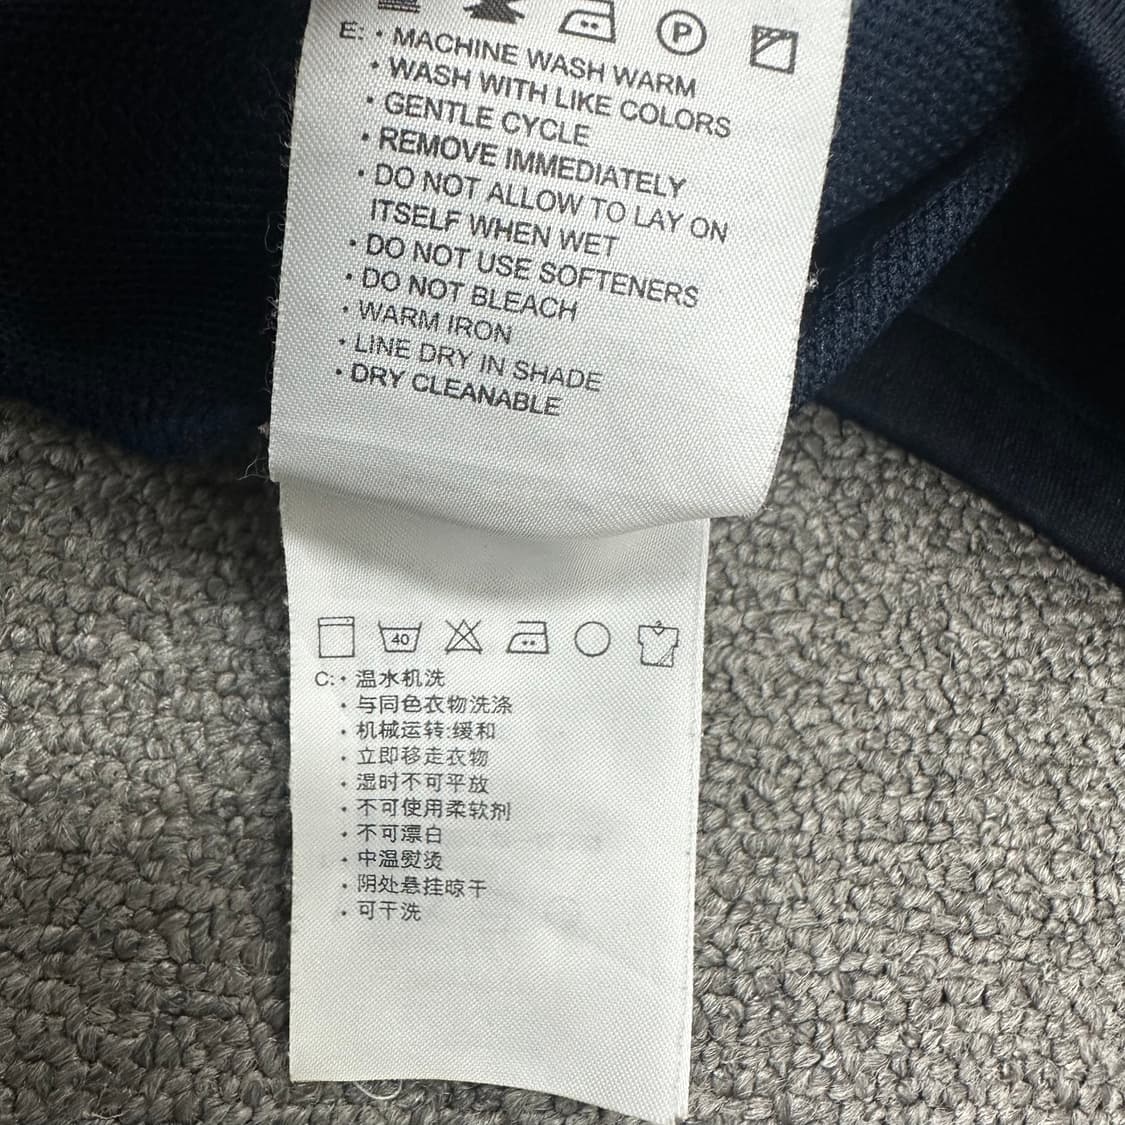 P
E: • MACHINE WASH WARM
• WASH WITH LIKE COLORS
• GENTLE CYCLE
• REMOVE IMMEDIATELY
• DO NOT ALLOW TO LAY ON
ITSELF WHEN WET
• DO NOT USE SOFTENERS
• DO NOT BLEACH
• WARM IRON
• LINE DRY IN SHADE
• DRY CLEANABLE
40
C: • 温水机洗
• 与同色衣物洗涤
• 机械运转:缓和
• 立即移走衣物
• 湿时不可平放
• 不可使用柔软剂
• 不可漂白
• 中温熨烫
• 阴处悬挂晾干
• 可干洗